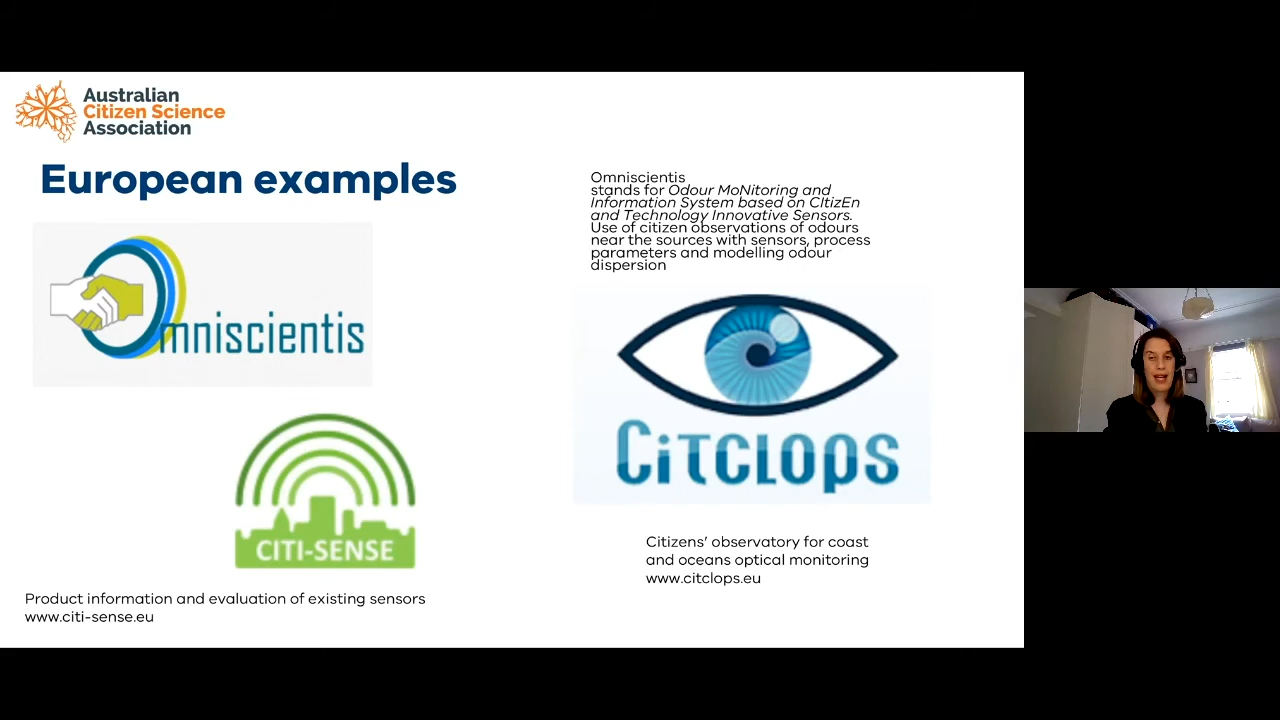 Australian
Citizen Science
Association
European examples
Omniscientis
stands for Odour MoNitoring and
Information System based on CItizEn
and Technology Innovative Sensors.
Use of citizen observations of odours
near the sources with sensors, process
parameters and modelling odour
dispersion
Omniscientis
Citclops
CITI-SENSE
Citizens’ observatory for coast
and oceans optical monitoring
www.citclops.eu
Product information and evaluation of existing sensors
www.citi-sense.eu